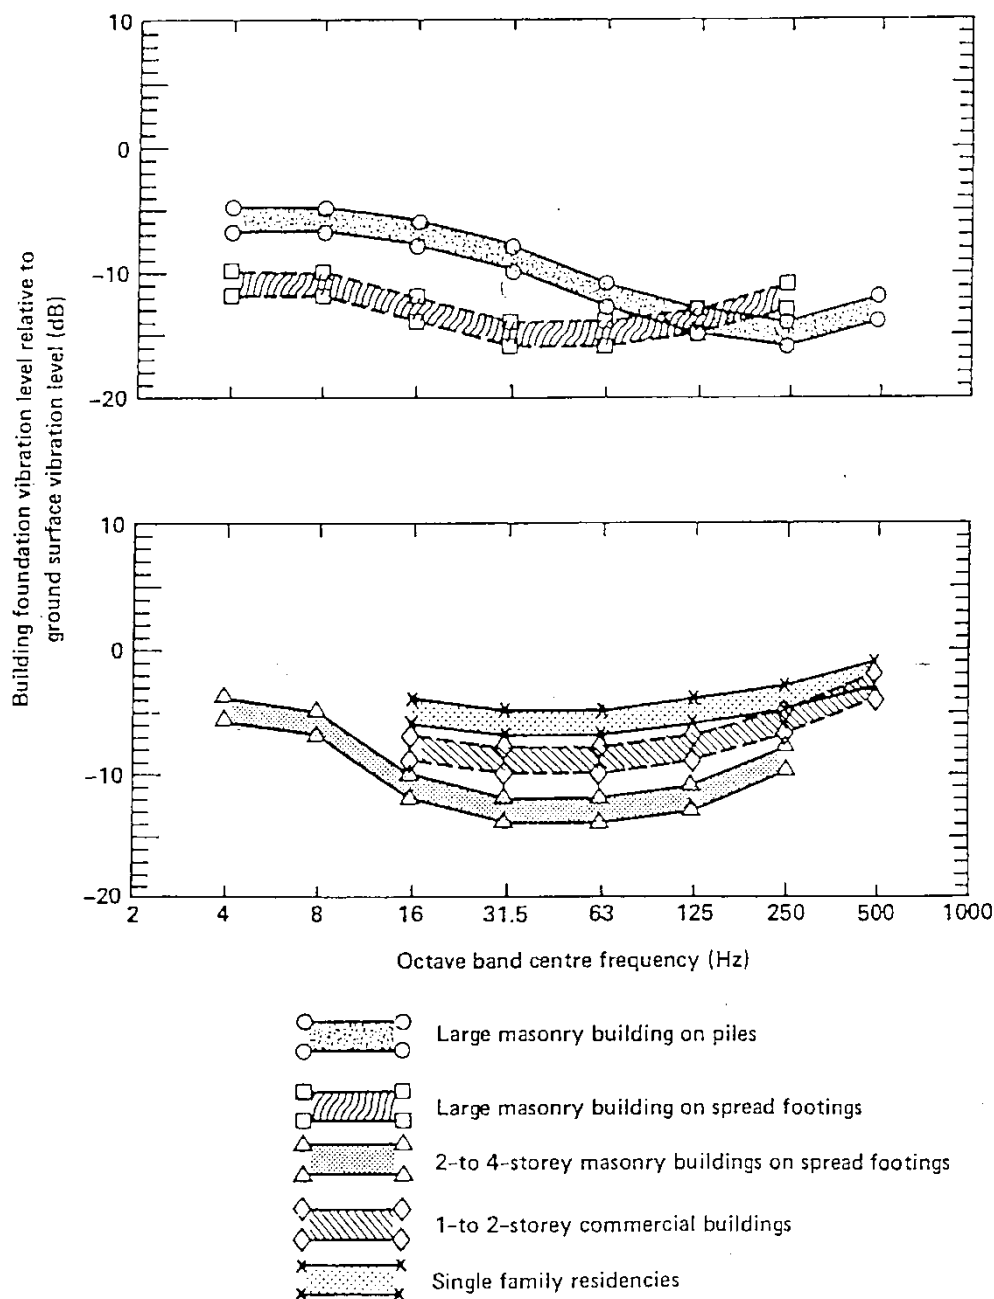 10
0
−10
−20
Building foundation vibration level relative to
ground surface vibration level (dB)
10
0
−10
−20
2 4 8 16 31.5 63 125 250 500 1000
Octave band centre frequency (Hz)
Large masonry building on piles
Large masonry building on spread footings
2-to 4-storey masonry buildings on spread footings
1-to 2-storey commercial buildings
Single family residencies